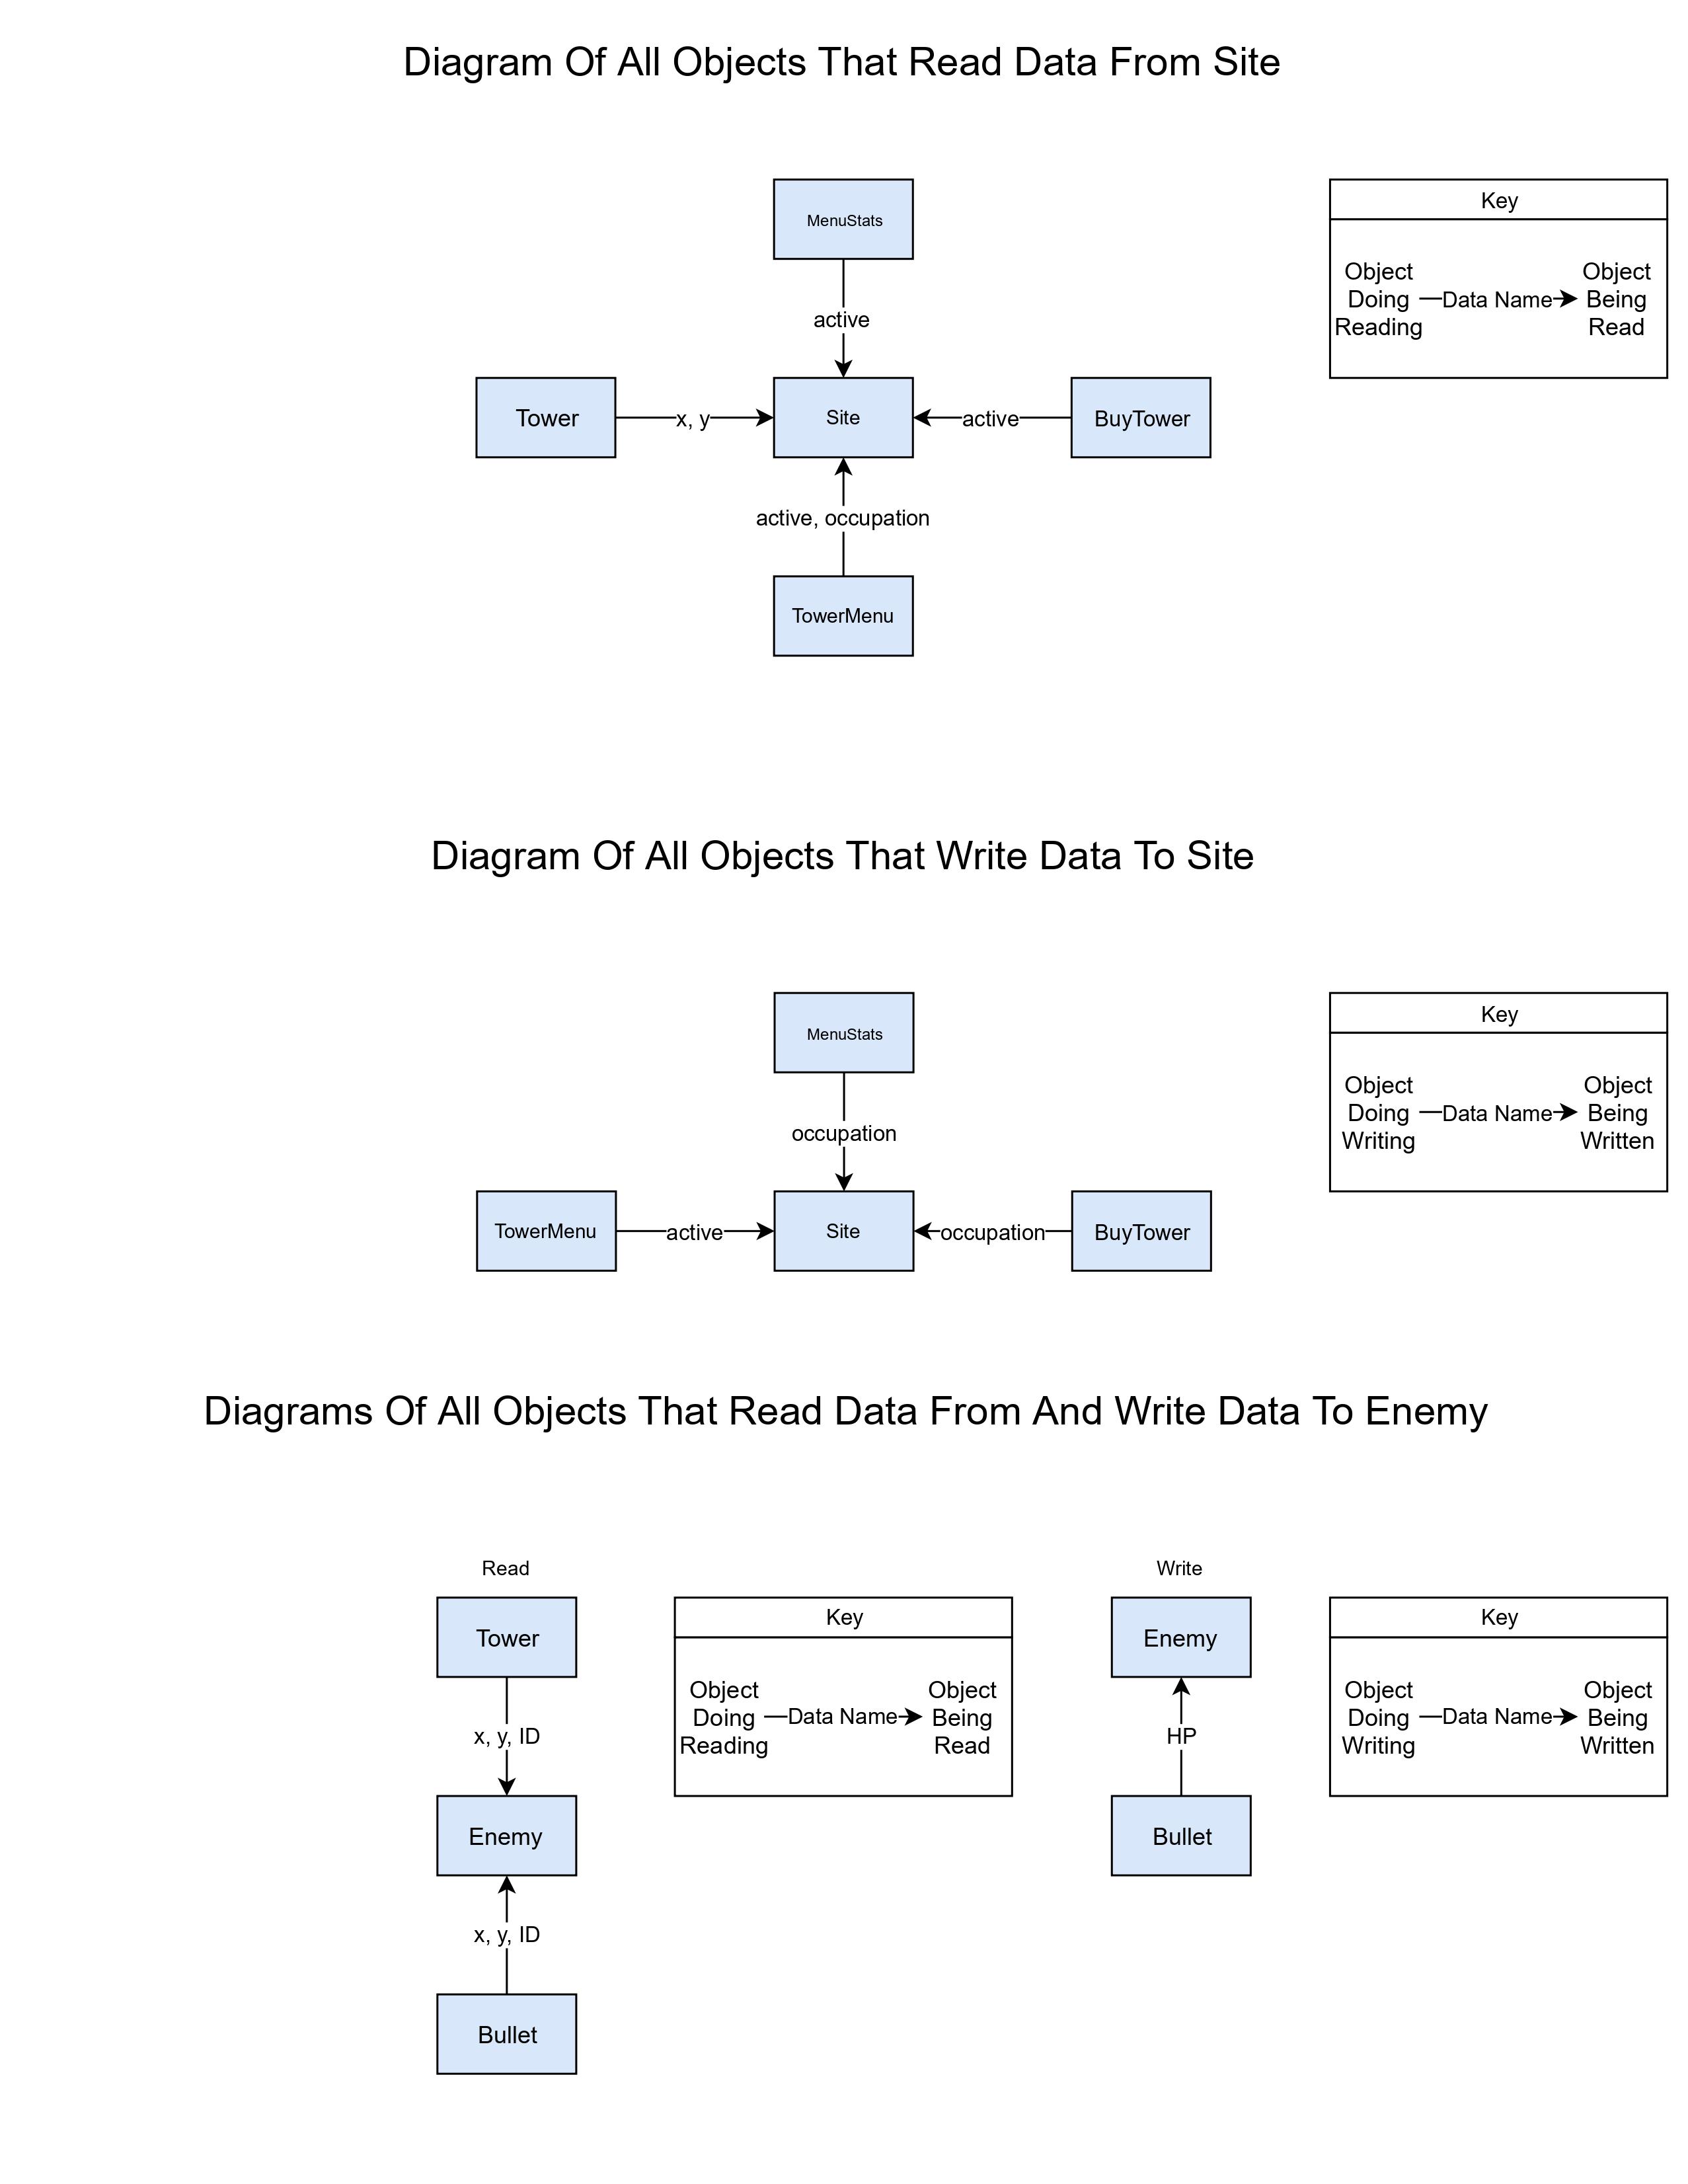 Diagram Of All Objects That Read Data From Site
MenuStats
Key
active
Object
Doing
Reading
Data Name
Object
Being
Read
Tower
x, y
Site
active
BuyTower
active, occupation
TowerMenu
Diagram Of All Objects That Write Data To Site
MenuStats
Key
occupation
Object
Doing
Writing
Data Name
Object
Being
Written
TowerMenu
active
Site
occupation
BuyTower
Diagrams Of All Objects That Read Data From And Write Data To Enemy
Read
Tower
x, y, ID
Enemy
x, y, ID
Bullet
Key
Object
Doing
Reading
Data Name
Object
Being
Read
Write
Enemy
HP
Bullet
Key
Object
Doing
Writing
Data Name
Object
Being
Written